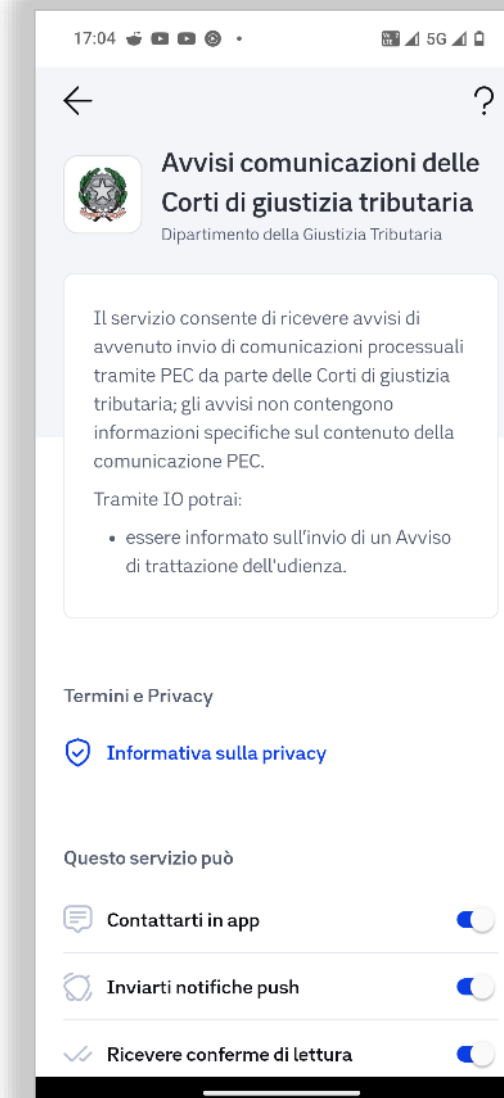 17:04
5G
?
Avvisi comunicazioni delle
Corti di giustizia tributaria
Dipartimento della Giustizia Tributaria
Il servizio consente di ricevere avvisi di
avvenuto invio di comunicazioni processuali
tramite PEC da parte delle Corti di giustizia
tributaria; gli avvisi non contengono
informazioni specifiche sul contenuto della
comunicazione PEC.
Tramite IO potrai:
• essere informato sull'invio di un Avviso
di trattazione dell'udienza.
Termini e Privacy
Informativa sulla privacy
Questo servizio può
Contattarti in app
Inviarti notifiche push
Ricevere conferme di lettura